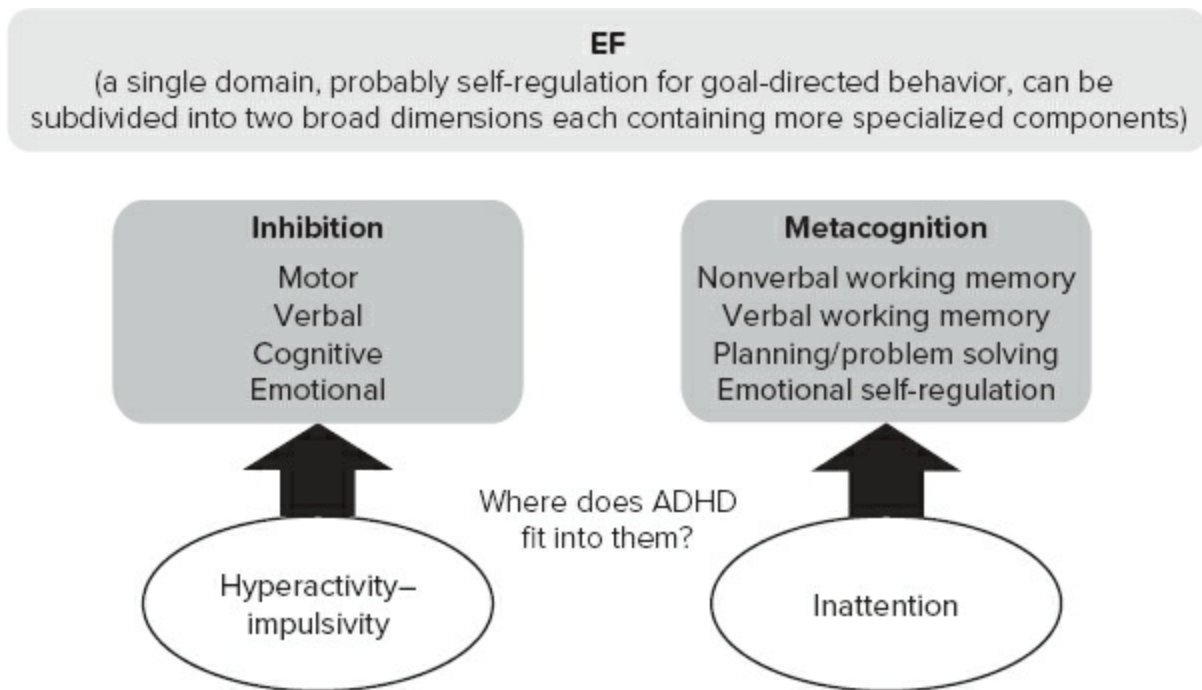 EF
(a single domain, probably self-regulation for goal-directed behavior, can be
subdivided into two broad dimensions each containing more specialized components)
Inhibition
Motor
Verbal
Cognitive
Emotional
Metacognition
Nonverbal working memory
Verbal working memory
Planning/problem solving
Emotional self-regulation
Where does ADHD
fit into them?
Hyperactivity–
impulsivity
Inattention